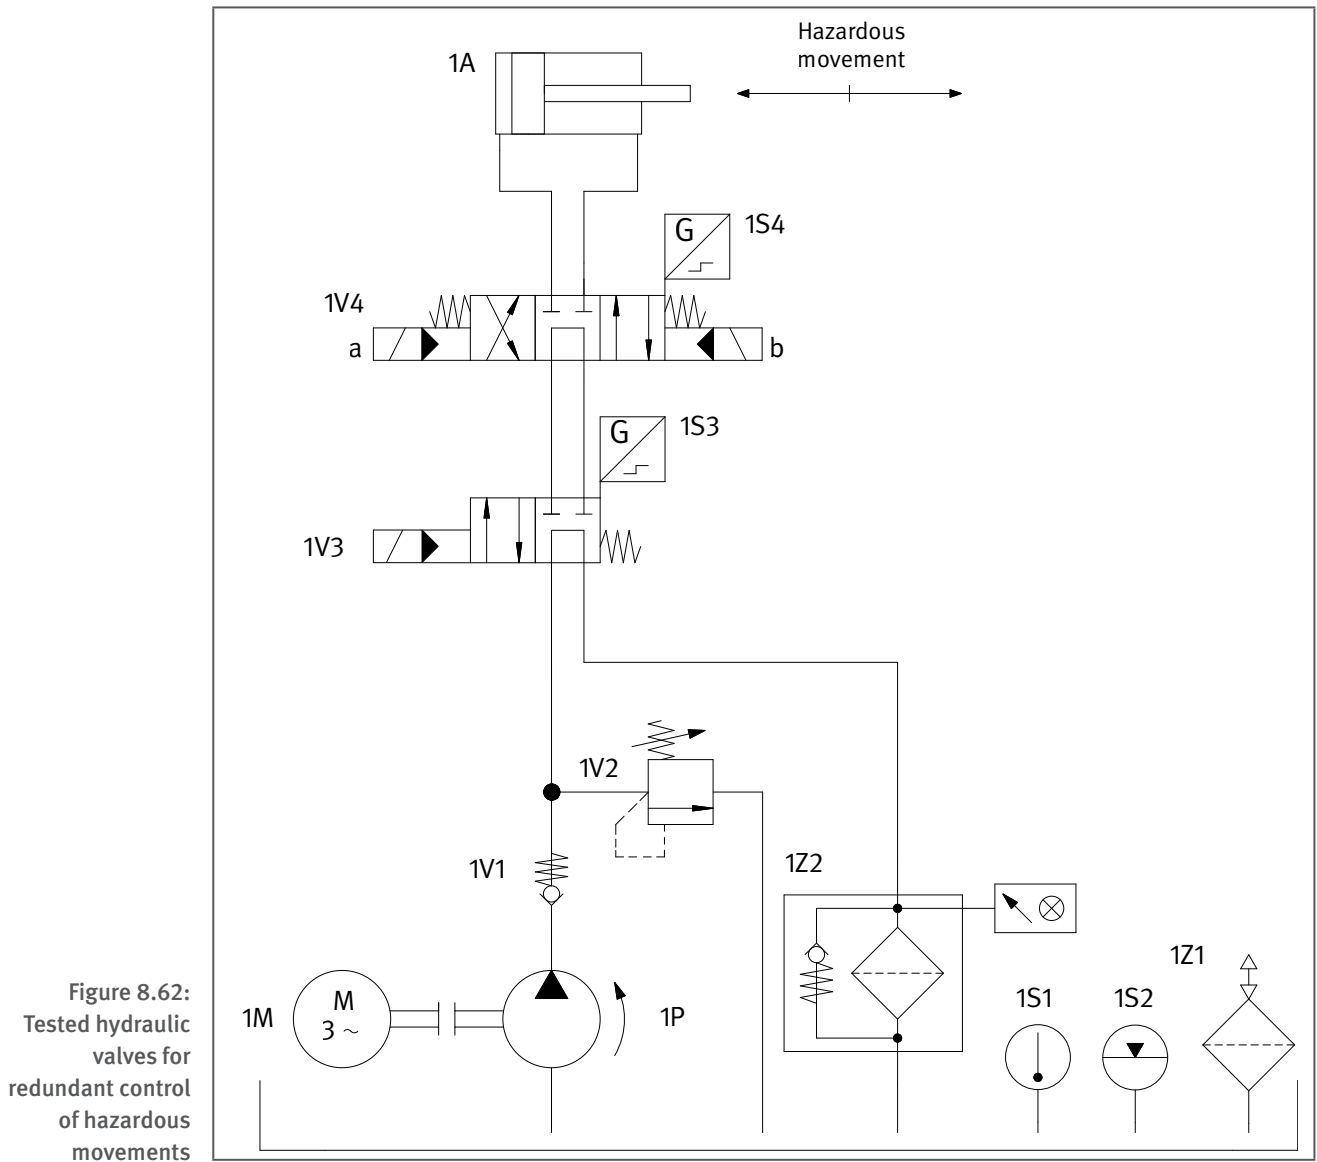 Hazardous
movement
1A
G
1S4
1V4
a
b
G
1S3
1V3
1V2
1V1
1Z2
1Z1
1M
M
3 ~
1P
1S1
1S2
Figure 8.62:
Tested hydraulic
valves for
redundant control
of hazardous
movements